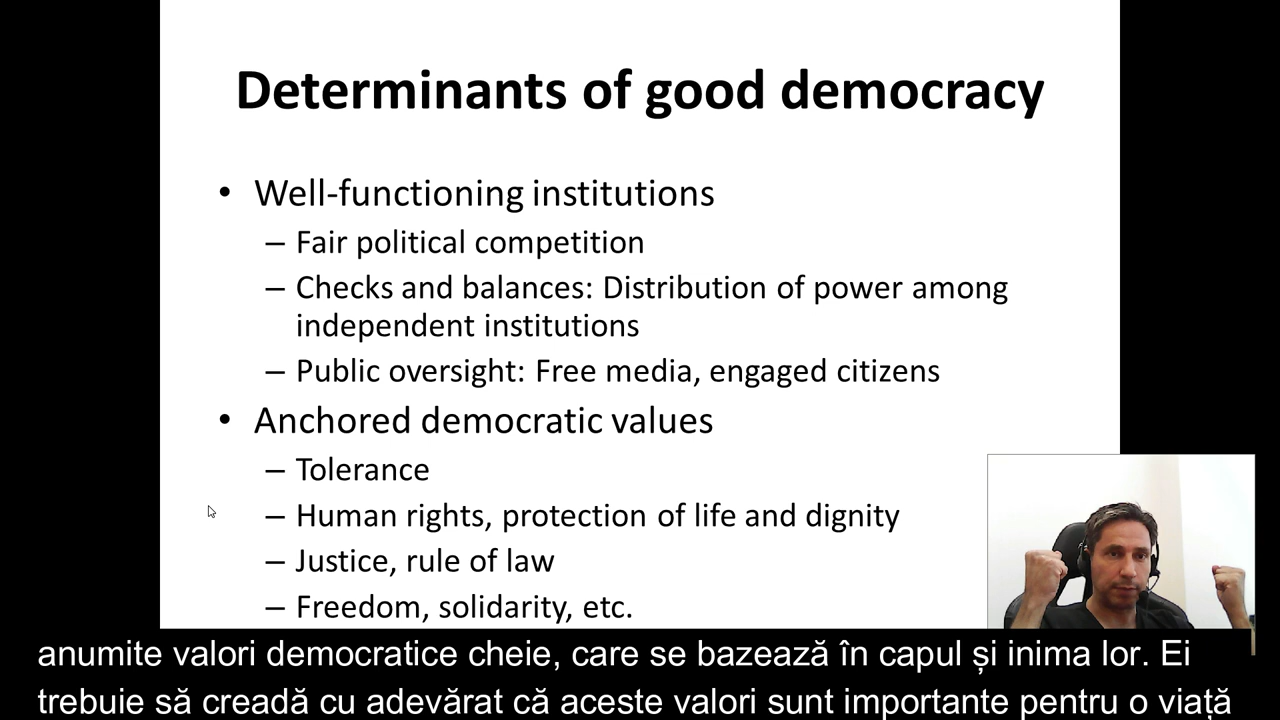 Determinants of good democracy
• Well-functioning institutions
– Fair political competition
– Checks and balances: Distribution of power among
independent institutions
– Public oversight: Free media, engaged citizens
• Anchored democratic values
– Tolerance
– Human rights, protection of life and dignity
– Justice, rule of law
– Freedom, solidarity, etc.
anumite valori democratice cheie, care se bazează în capul și inima lor. Ei
trebuie să creadă cu adevărat că aceste valori sunt importante pentru o viață